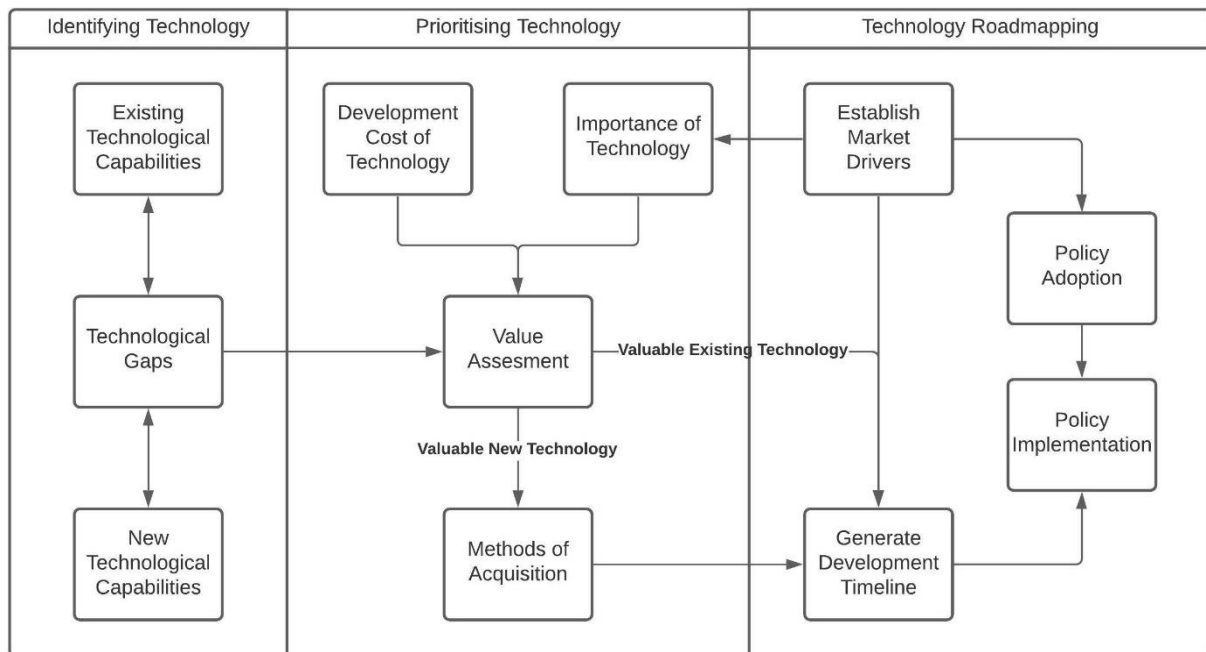 Identifying Technology
Prioritising Technology
Technology Roadmapping
Existing
Technological
Capabilities
Development
Cost of
Technology
Importance of
Technology
Establish
Market
Drivers
Policy
Adoption
Technological
Gaps
Value
Assesment
Valuable Existing Technology
Policy
Implementation
Valuable New Technology
New
Technological
Capabilities
Methods of
Acquisition
Generate
Development
Timeline